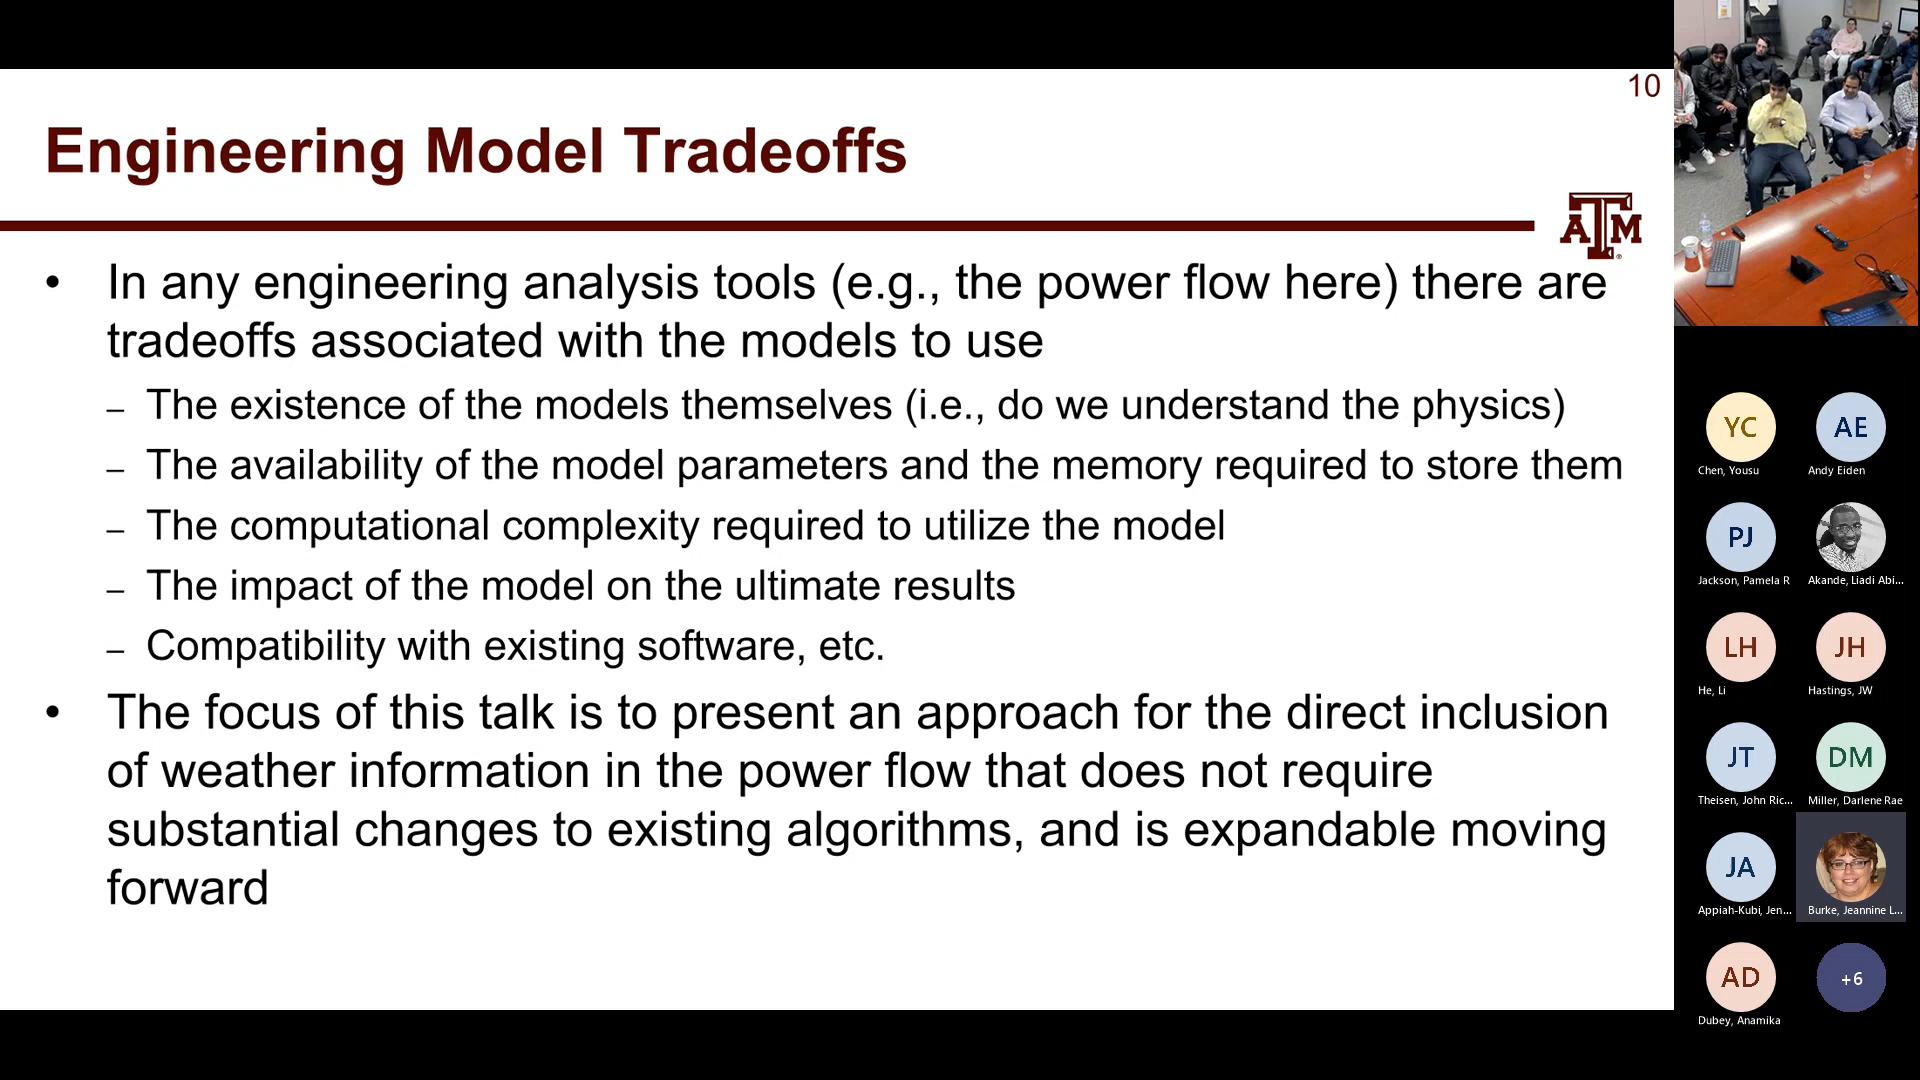 10
Engineering Model Tradeoffs
ATM
• In any engineering analysis tools (e.g., the power flow here) there are
tradeoffs associated with the models to use
– The existence of the models themselves (i.e., do we understand the physics)
– The availability of the model parameters and the memory required to store them
– The computational complexity required to utilize the model
– The impact of the model on the ultimate results
– Compatibility with existing software, etc.
• The focus of this talk is to present an approach for the direct inclusion
of weather information in the power flow that does not require
substantial changes to existing algorithms, and is expandable moving
forward
YC
Chen, Yousu
AE
Andy Eiden
PJ
Jackson, Pamela R
Akande, Liadi Abi...
LH
He, Li
JH
Hastings, JW
JT
Theisen, John Ric...
DM
Miller, Darlene Rae
JA
Appiah-Kubi, Jen...
Burke, Jeannine L...
AD
Dubey, Anamika
+6